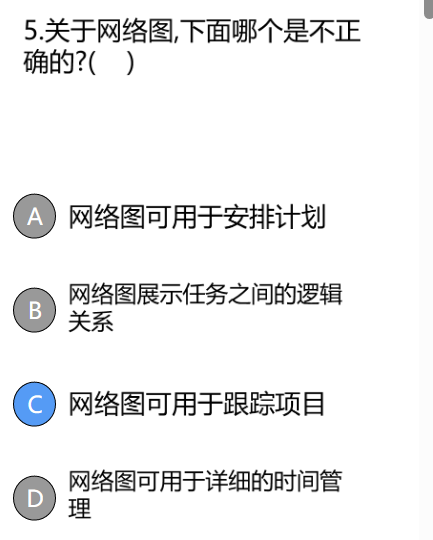 5.关于网络图,下面哪个是不正
确的?(    )
A 网络图可用于安排计划
B 网络图展示任务之间的逻辑
关系
C 网络图可用于跟踪项目
D 网络图可用于详细的时间管
理